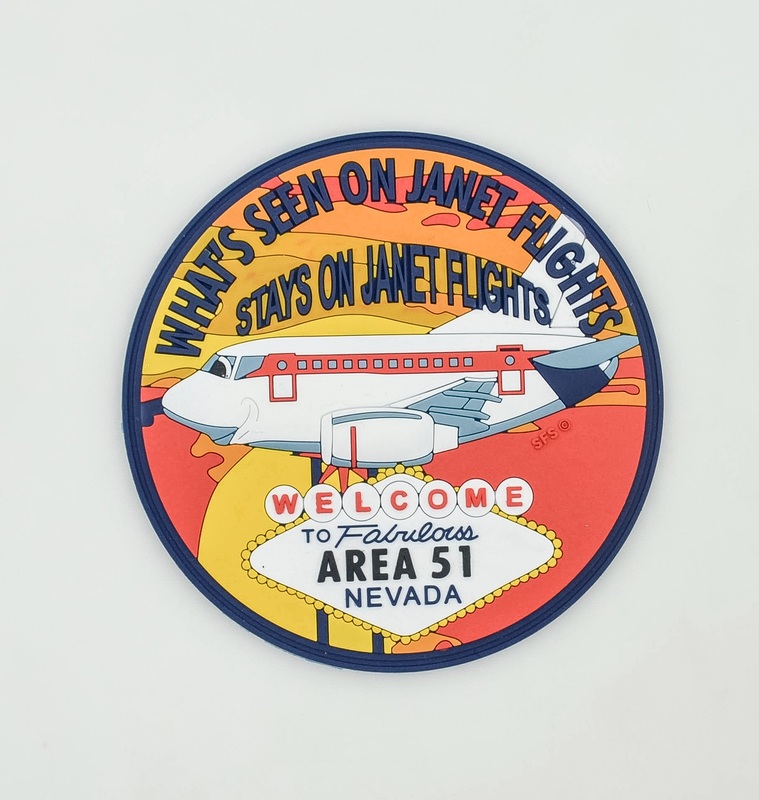 WHAT'S SEEN ON JANET FLIGHTS
STAYS ON JANET FLIGHTS
SFS ©
WELCOME
TO Fabulous
AREA 51
NEVADA